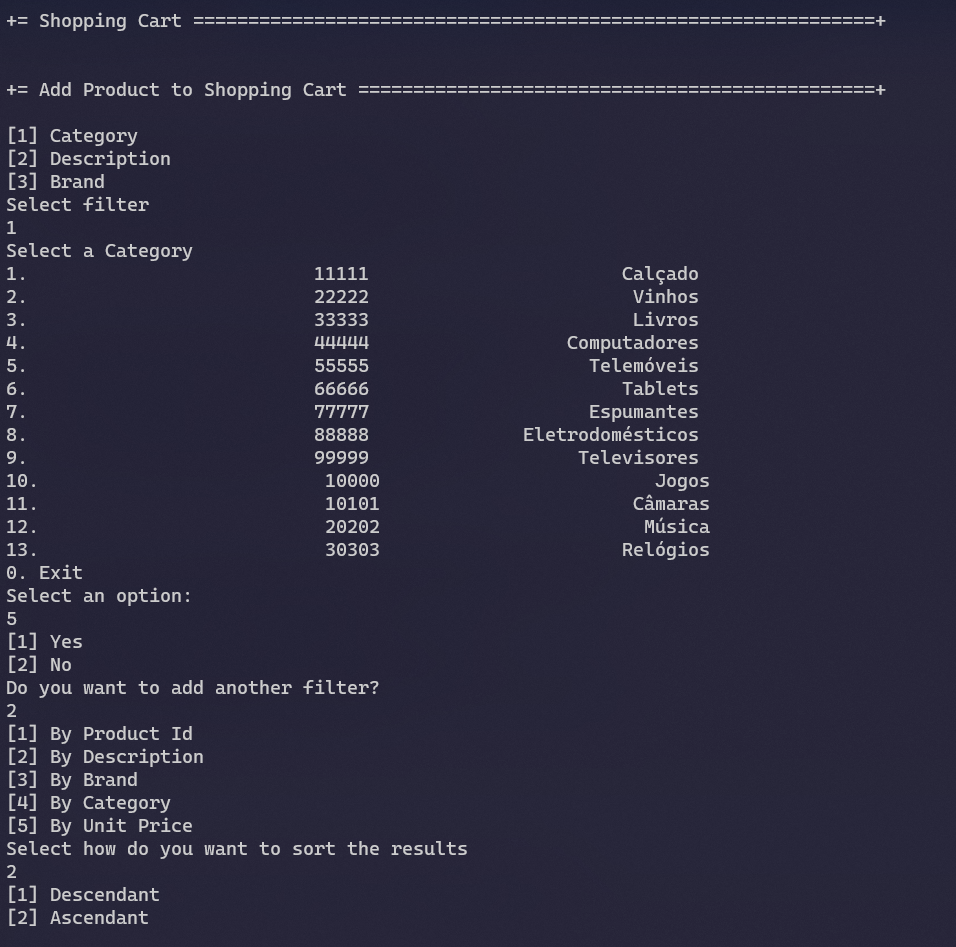 += Shopping Cart ==============================================================+
+= Add Product to Shopping Cart ===============================================+
[1] Category
[2] Description
[3] Brand
Select filter
1
Select a Category
1. 11111 Calçado
2. 22222 Vinhos
3. 33333 Livros
4. 44444 Computadores
5. 55555 Telemóveis
6. 66666 Tablets
7. 77777 Espumantes
8. 88888 Eletrodomésticos
9. 99999 Televisores
10. 10000 Jogos
11. 10101 Câmaras
12. 20202 Música
13. 30303 Relógios
0. Exit
Select an option:
5
[1] Yes
[2] No
Do you want to add another filter?
2
[1] By Product Id
[2] By Description
[3] By Brand
[4] By Category
[5] By Unit Price
Select how do you want to sort the results
2
[1] Descendant
[2] Ascendant